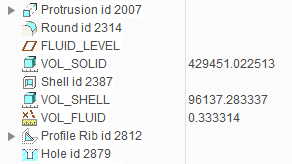 Protrusion id 2007
Round id 2314
FLUID_LEVEL
VOL_SOLID 429451.022513
Shell id 2387
VOL_SHELL 96137.283337
VOL_FLUID 0.333314
Profile Rib id 2812
Hole id 2879